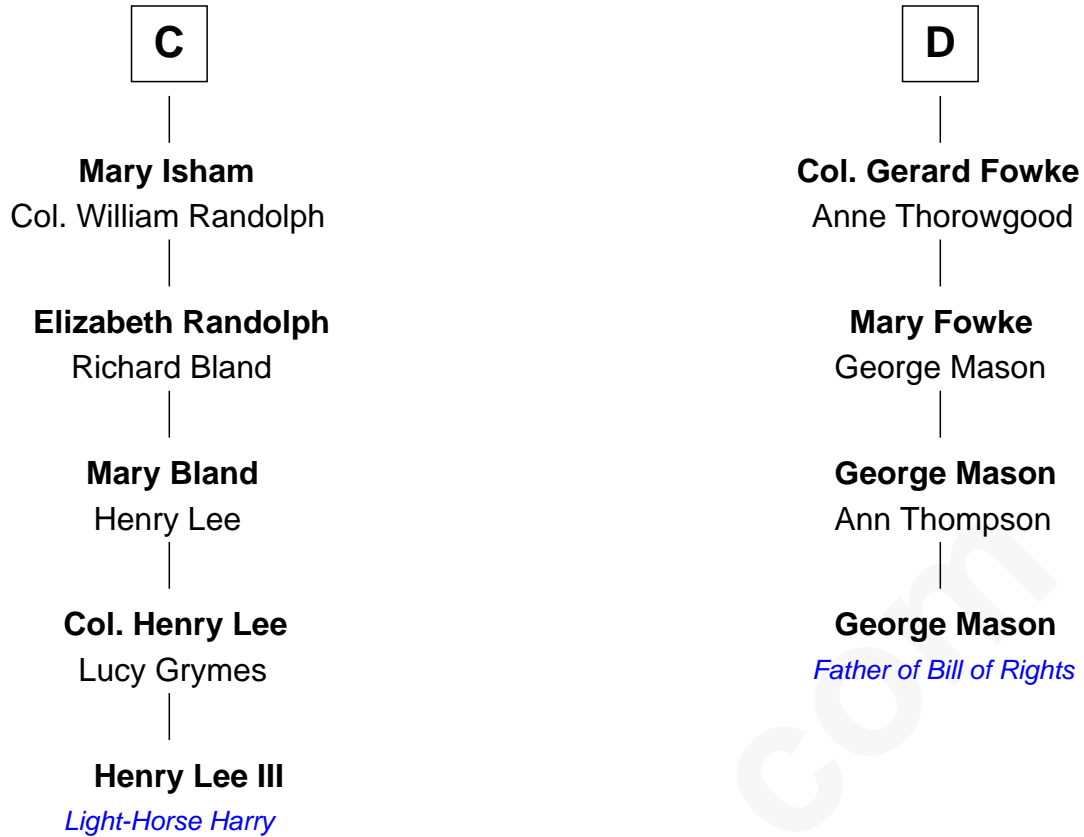 C
Mary Isham
Col. William Randolph
Elizabeth Randolph
Richard Bland
Mary Bland
Henry Lee
Col. Henry Lee
Lucy Grymes
Henry Lee III
Light-Horse Harry
D
Col. Gerard Fowke
Anne Thorowgood
Mary Fowke
George Mason
George Mason
Ann Thompson
George Mason
Father of Bill of Rights
com